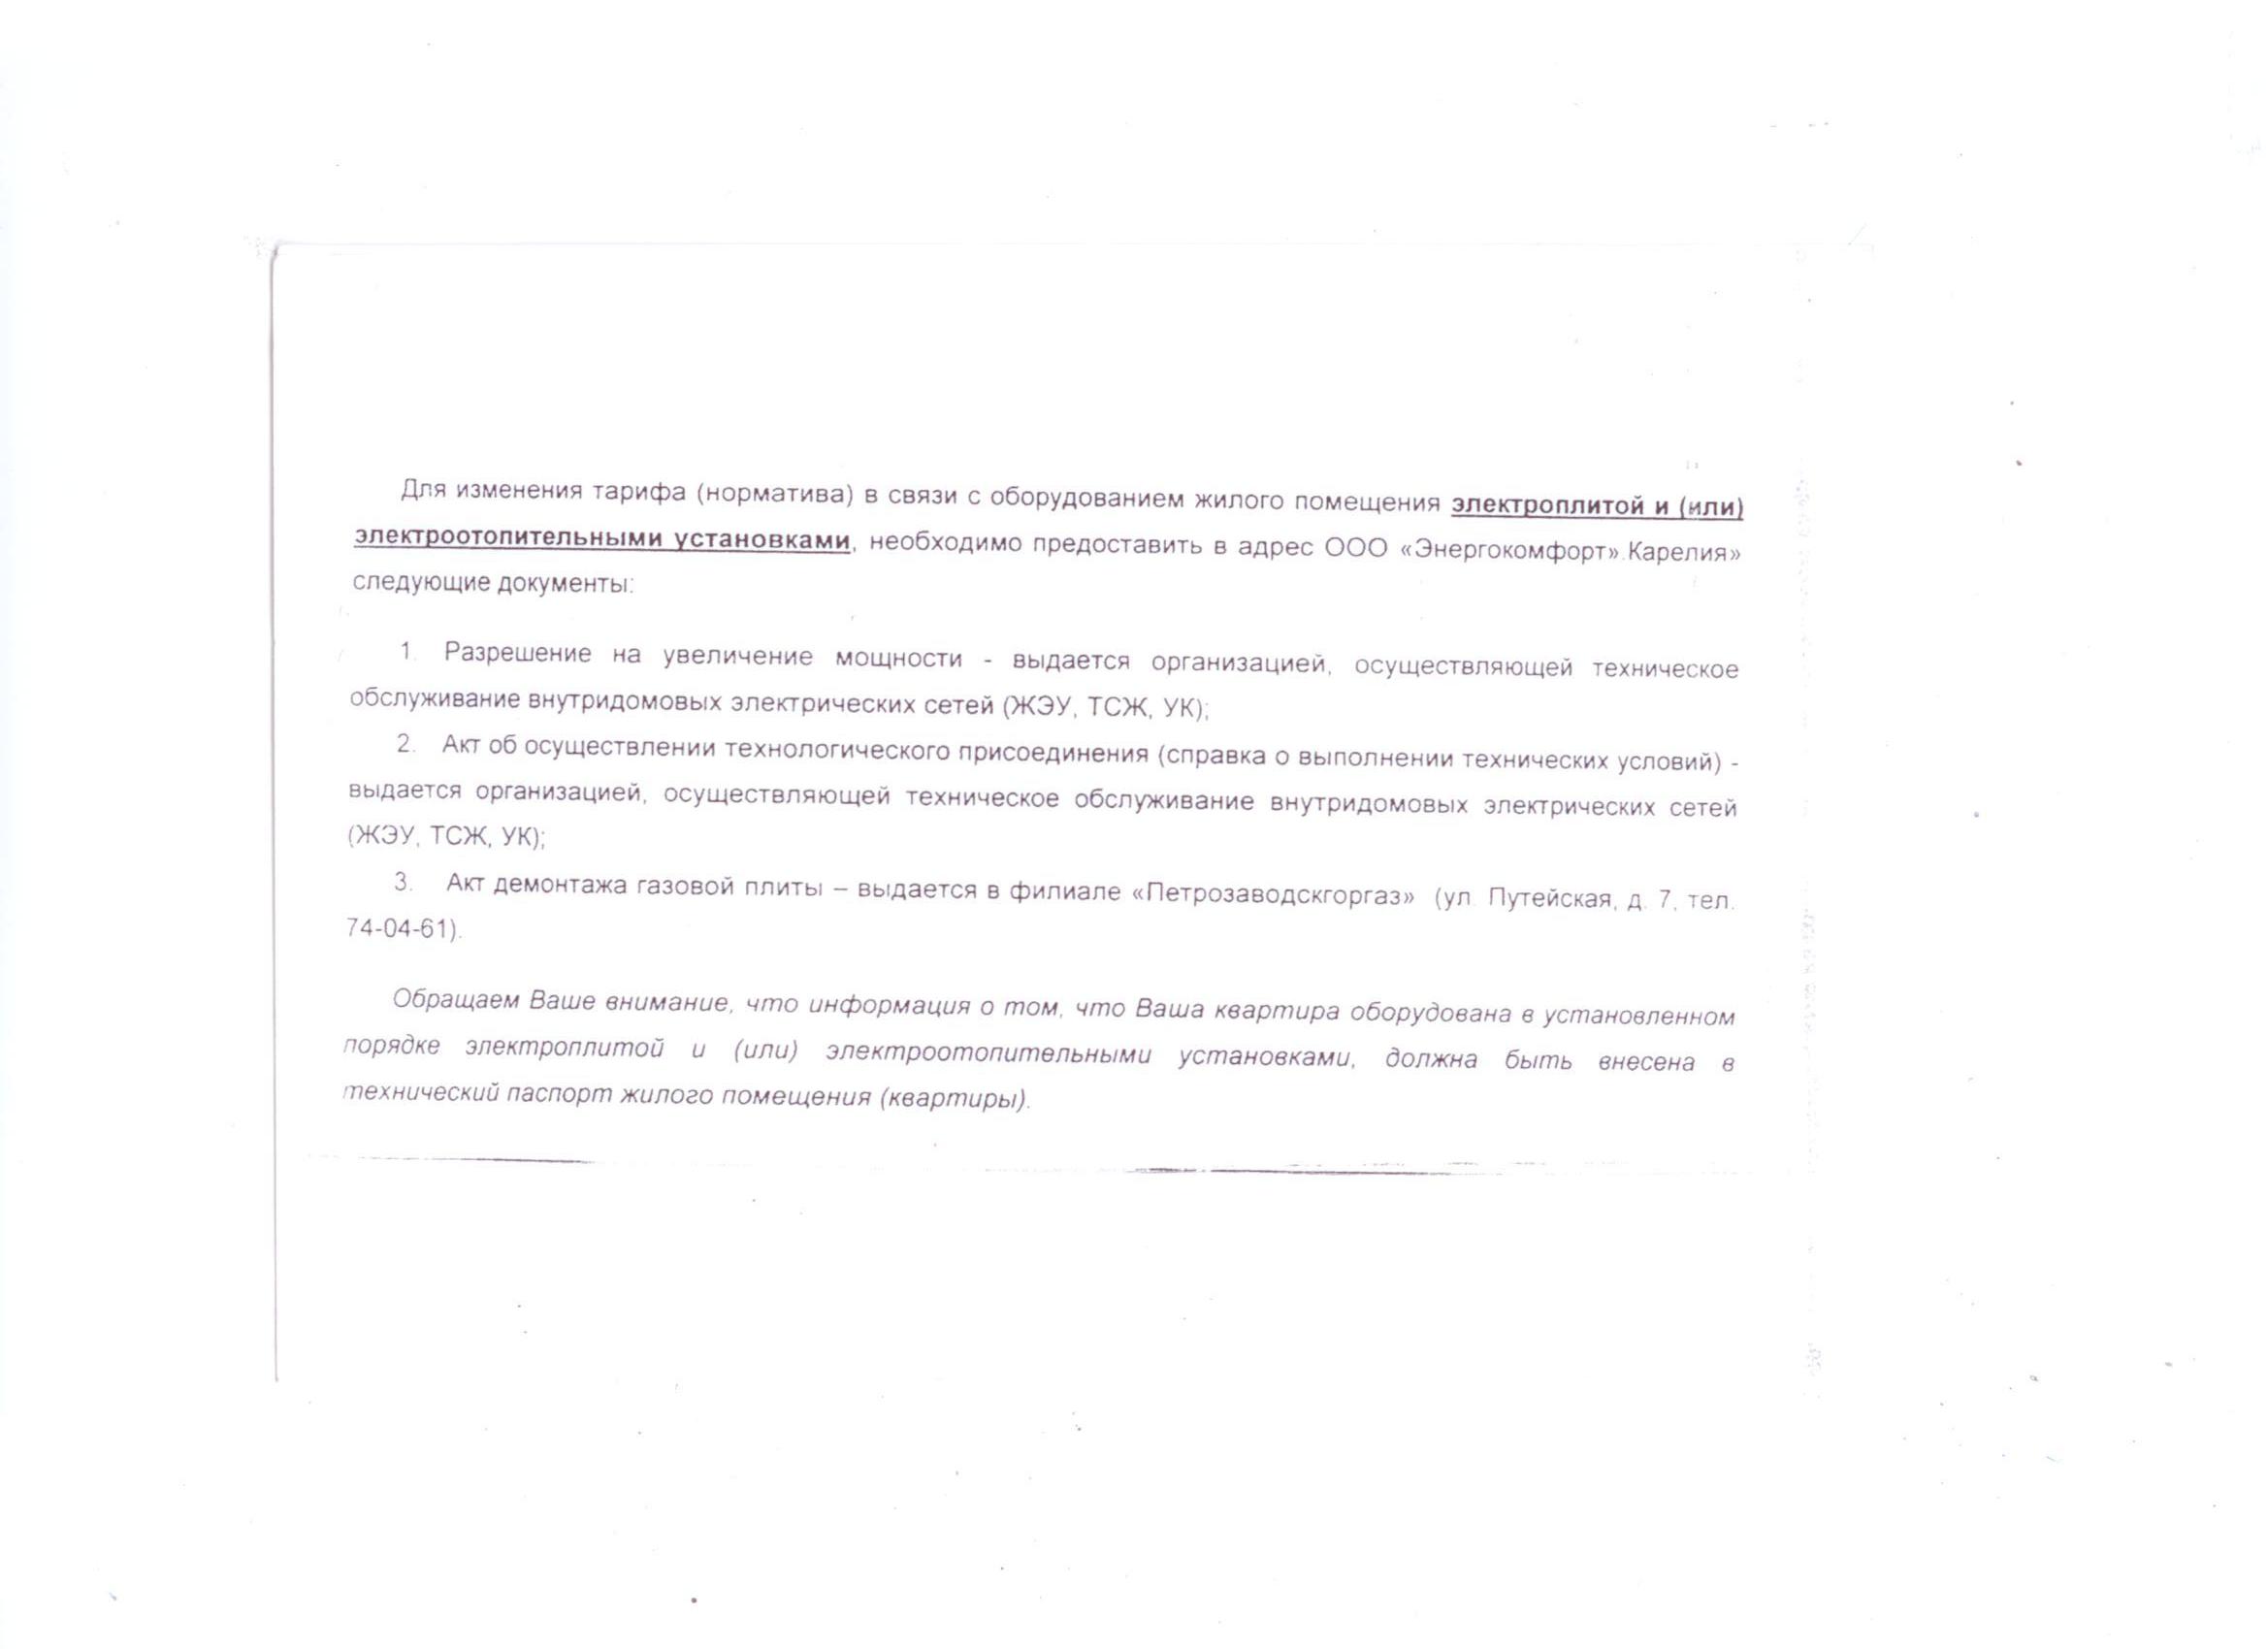 Для изменения тарифа (норматива) в связи с оборудованием жилого помещения электроплитой и (или)
электроотопительными установками, необходимо предоставить в адрес ООО «Энергокомфорт».Карелия»
следующие документы:
1. Разрешение на увеличение мощности - выдается организацией, осуществляющей техническое
обслуживание внутридомовых электрических сетей (ЖЭУ, ТСЖ, УК);
2. Акт об осуществлении технологического присоединения (справка о выполнении технических условий) -
выдается организацией, осуществляющей техническое обслуживание внутридомовых электрических сетей
(ЖЭУ, ТСЖ, УК);
3. Акт демонтажа газовой плиты – выдается в филиале «Петрозаводскгоргаз» (ул. Путейская, д. 7, тел.
74-04-61).
Обращаем Ваше внимание, что информация о том, что Ваша квартира оборудована в установленном
порядке электроплитой и (или) электроотопительными установками, должна быть внесена в
технический паспорт жилого помещения (квартиры).